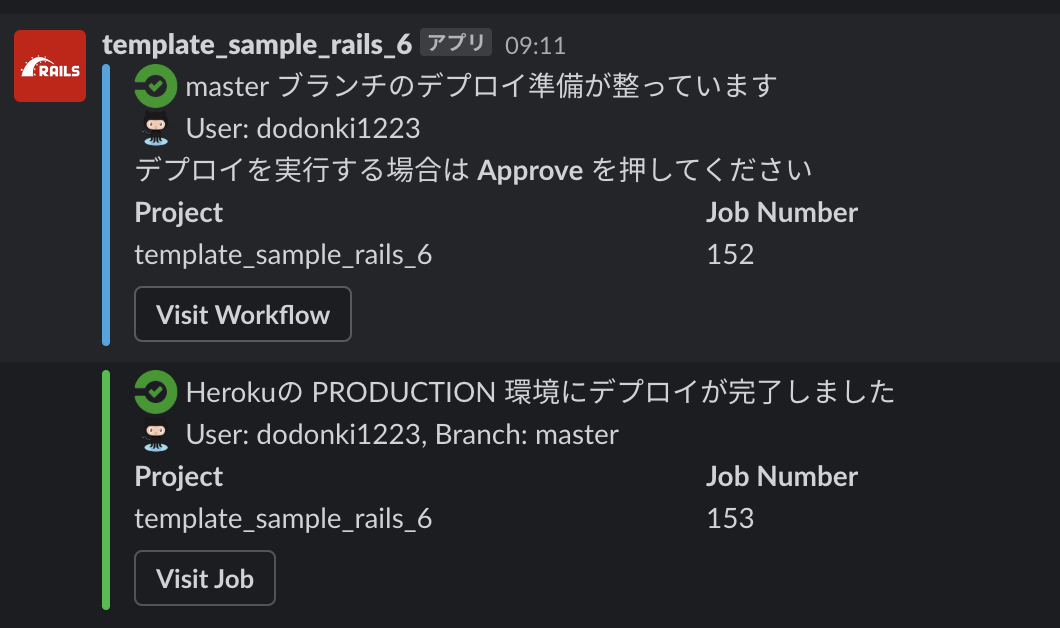 RAILS
template_sample_rails_6 アプリ 09:11
master ブランチのデプロイ準備が整っています
User: dodonki1223
デプロイを実行する場合は Approve を押してください
Project Job Number
template_sample_rails_6 152
Visit Workflow
Herokuの PRODUCTION 環境にデプロイが完了しました
User: dodonki1223, Branch: master
Project Job Number
template_sample_rails_6 153
Visit Job